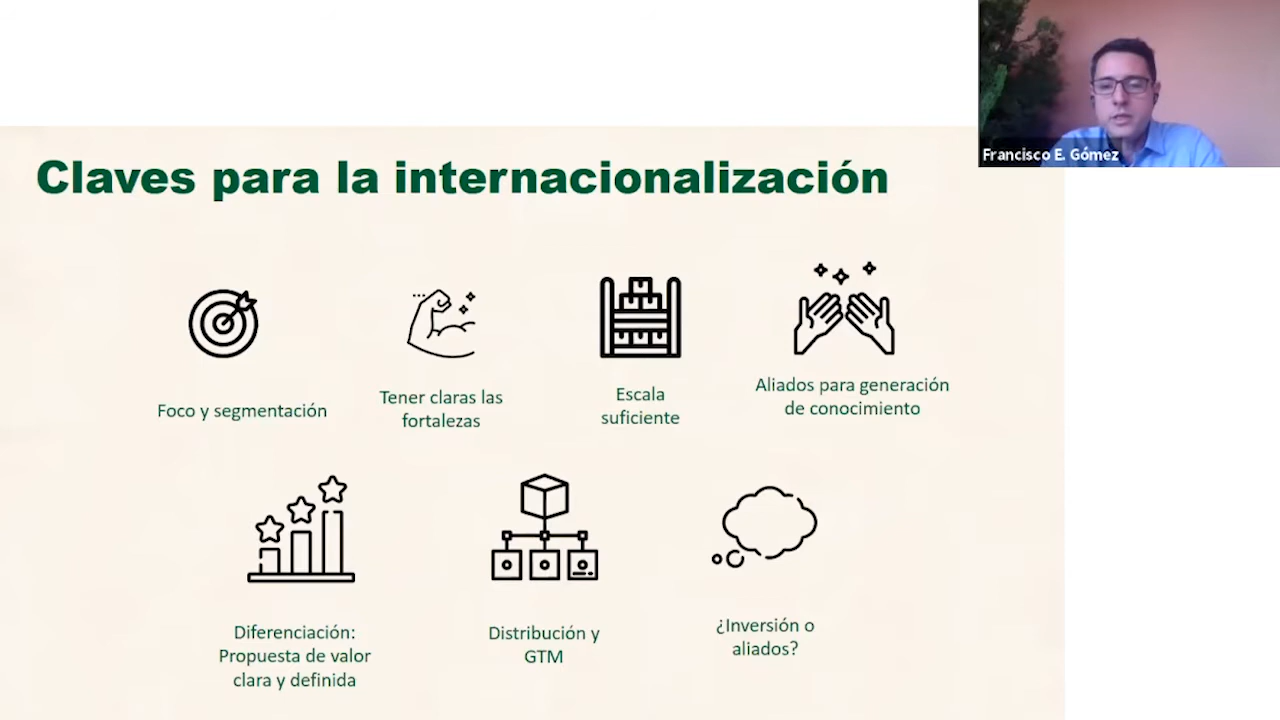 Francisco E. Gómez
Claves para la internacionalización
Foco y segmentación
Tener claras las
fortalezas
Escala
suficiente
Aliados para generación
de conocimiento
Diferenciación:
Propuesta de valor
clara y definida
Distribución y
GTM
¿Inversión o
aliados?